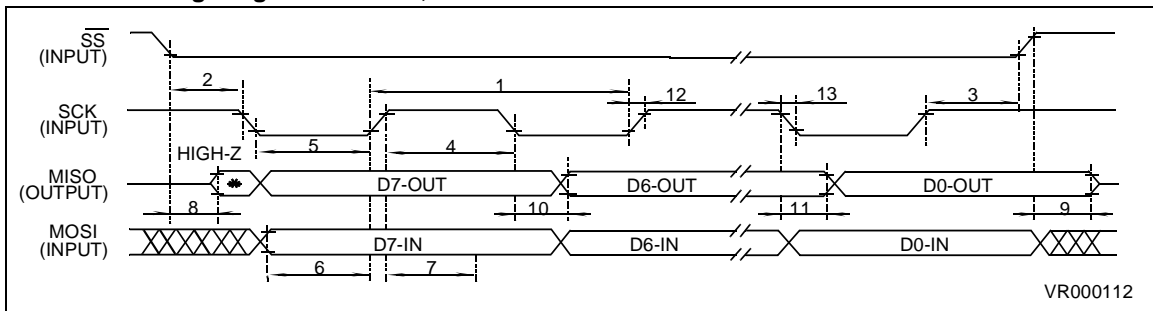 SS
(INPUT)
2
1
12
13
3
SCK
(INPUT)
5
4
HIGH-Z
MISO
(OUTPUT)
*
D7-OUT
D6-OUT
D0-OUT
8
10
11
9
MOSI
(INPUT)
D7-IN
D6-IN
D0-IN
6
7
VR000112